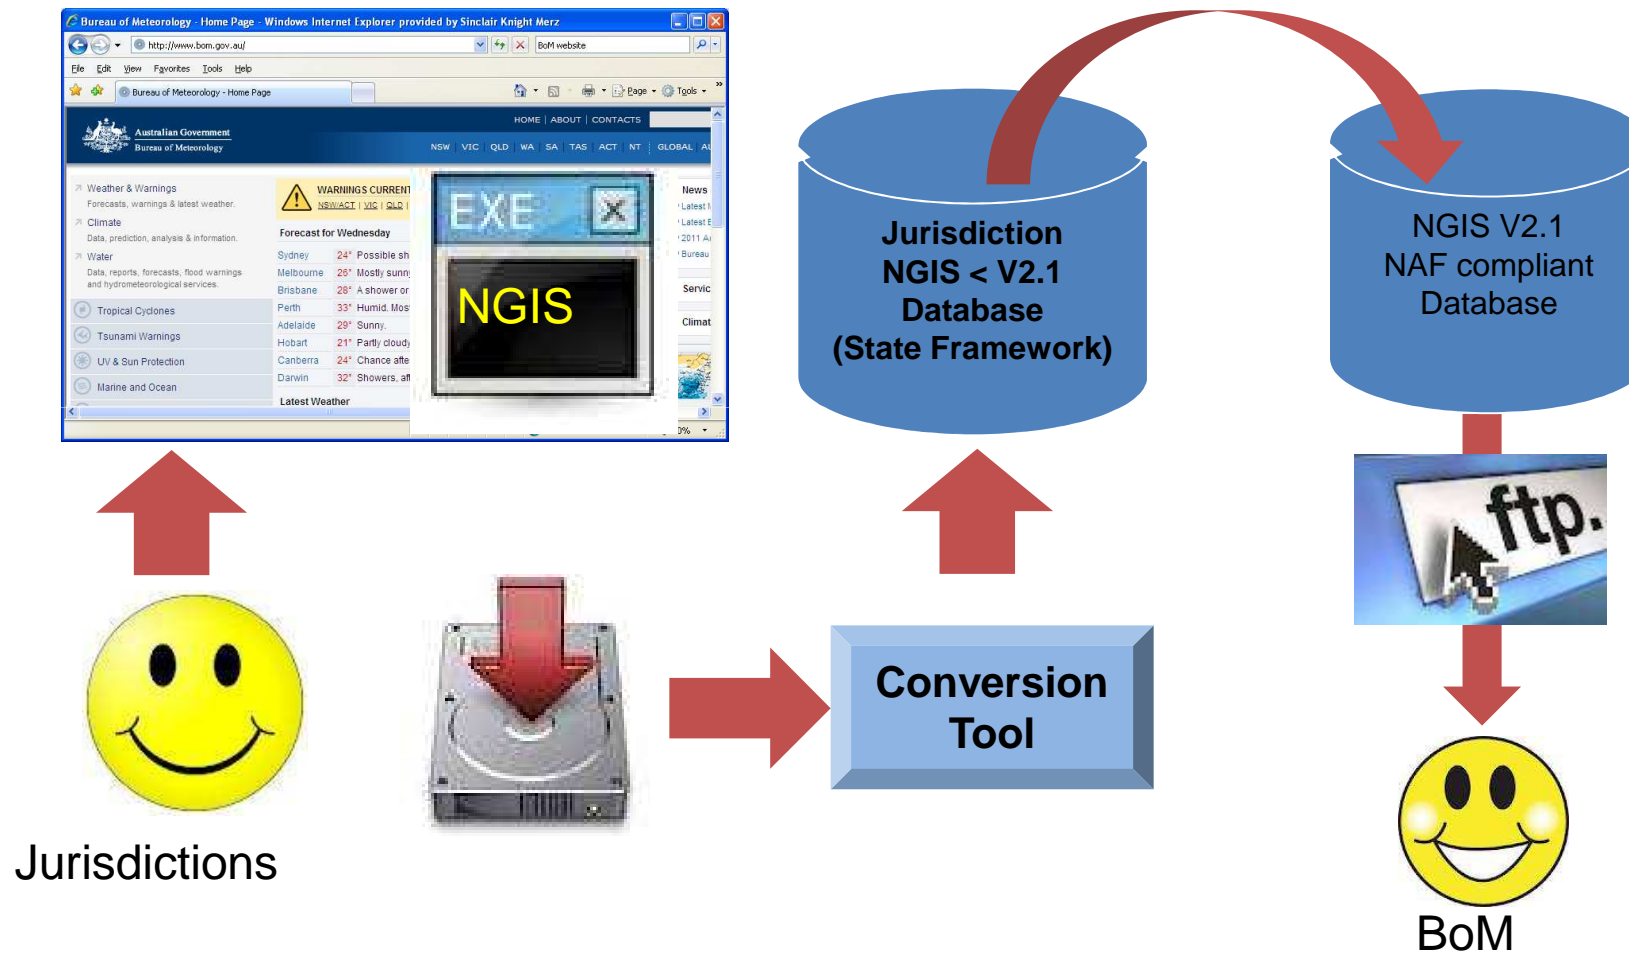 Bureau of Meteorology - Home Page - Windows Internet Explorer provided by Sinclair Knight Merz
http://www.bom.gov.au/
BoM website
File Edit View Favorites Tools Help
Bureau of Meteorology - Home Page
Page
Tools
Australian Government
Bureau of Meteorology
HOME | ABOUT | CONTACTS
NSW | VIC | QLD | WA | SA | TAS | ACT | NT | GLOBAL
Weather & Warnings
Forecasts, warnings & latest weather.
Climate
Data, prediction, analysis & information.
Water
Data, reports, forecasts, flood warnings
and hydrometeorological services.
Tropical Cyclones
Tsunami Warnings
UV & Sun Protection
Marine and Ocean
WARNINGS CURRENT
NSW/ACT | VIC | QLD |
Forecast for Wednesday
Sydney 24° Possible sh
Melbourne 26° Mostly sunny
Brisbane 28° A shower or
Perth 33° Humid. Mos
Adelaide 29° Sunny.
Hobart 21° Partly cloudy
Canberra 24° Chance afte
Darwin 32° Showers, aft
Latest Weather
News
Latest
Latest
2011
Bureau
Servic
Climat
0%
EXE
NGIS
Jurisdiction
NGIS < V2.1
Database
(State Framework)
NGIS V2.1
NAF compliant
Database
ftp.
Conversion
Tool
Jurisdictions
BoM